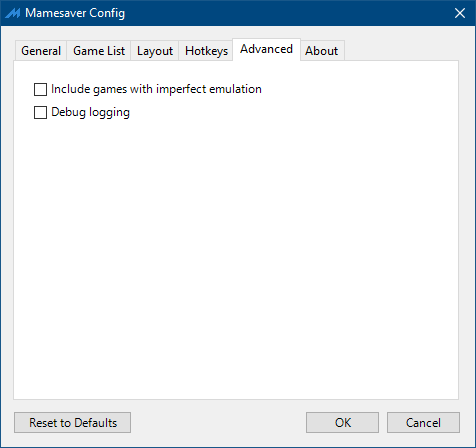 Mamesaver Config
General Game List Layout Hotkeys Advanced About
Include games with imperfect emulation
Debug logging
Reset to Defaults OK Cancel